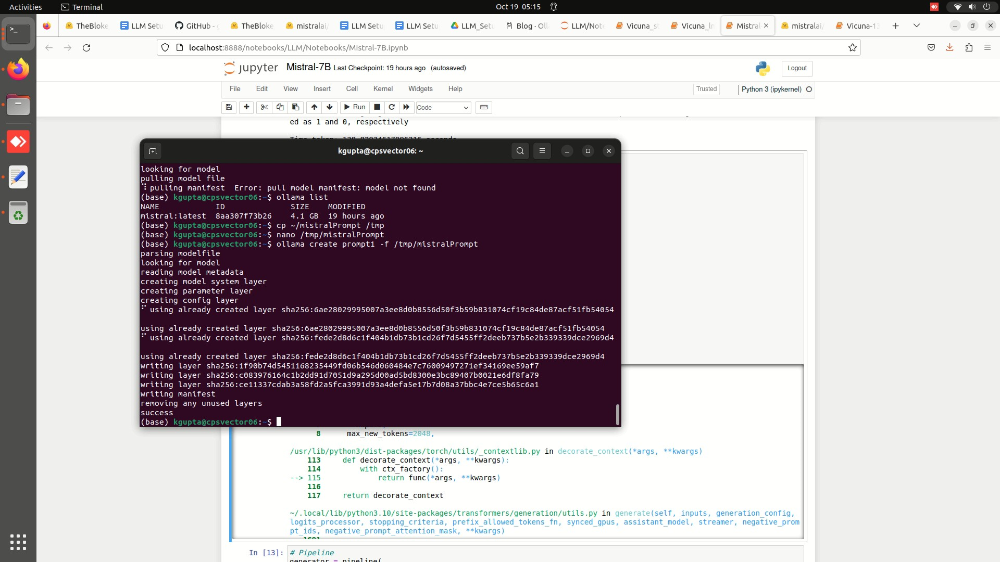 Activities
Terminal
Oct 19 05:15
TheBloke
LLM Setu
GitHub -
TheBloke
mistralai/
LLM Setu
LLM Setu
LLM_Setu
Blog · Oll
LLM/Note
Vicuna_s
Vicuna_
Mistral
mistralai/
Vicuna-13
localhost:8888/notebooks/LLM/Notebooks/Mistral-7B.ipynb
jupyter
Mistral-7B Last Checkpoint: 19 hours ago (autosaved)
Logout
File Edit View Insert Cell Kernel Widgets Help
Trusted
Python 3 (ipykernel)
Run
Code
ed as 1 and 0, respectively
kgupta@cpsvector06: ~
looking for model
pulling model file
⠹ pulling manifest  Error: pull model manifest: model not found
(base) kgupta@cpsvector06:~$ ollama list
NAME            ID              SIZE    MODIFIED
mistral:latest  8aa307f73b26    4.1 GB  19 hours ago
(base) kgupta@cpsvector06:~$ cp ~/mistralPrompt /tmp
(base) kgupta@cpsvector06:~$ nano /tmp/mistralPrompt
(base) kgupta@cpsvector06:~$ ollama create prompt1 -f /tmp/mistralPrompt
parsing modelfile
looking for model
reading model metadata
creating model system layer
creating parameter layer
creating config layer
⠋ using already created layer sha256:6ae28029995007a3ee8d0b8556d50f3b59b831074cf19c84de87acf51fb54054
using already created layer sha256:6ae28029995007a3ee8d0b8556d50f3b59b831074cf19c84de87acf51fb54054
⠋ using already created layer sha256:fede2d8d6c1f404b1db73b1cd26f7d5455ff2deeb737b5e2b339339dce2969d4
using already created layer sha256:fede2d8d6c1f404b1db73b1cd26f7d5455ff2deeb737b5e2b339339dce2969d4
writing layer sha256:1f90b74d5451168235449fd06b546d060484e7c76009497271ef34169ee59af7
writing layer sha256:c083976164c1b2dd91d7051d9a295d00ad5bd8300e3bc89407b0021e6df8fa79
writing layer sha256:ce11337cdab3a58fd2a5fca3991d93a4defa5e17b7d08a37bbc4e7ce5b65c6a1
writing manifest
removing any unused layers
success
(base) kgupta@cpsvector06:~$
8 max_new_tokens=2048,
/usr/lib/python3/dist-packages/torch/utils/_contextlib.py in decorate_context(*args, **kwargs)
113     def decorate_context(*args, **kwargs):
114         with ctx_factory():
--> 115             return func(*args, **kwargs)
116
117     return decorate_context
~/.local/lib/python3.10/site-packages/transformers/generation/utils.py in generate(self, inputs, generation_config,
logits_processor, stopping_criteria, prefix_allowed_tokens_fn, synced_gpus, assistant_model, streamer, negative_prom
pt_ids, negative_prompt_attention_mask, **kwargs)
In [13]: # Pipeline
generator = pipeline(